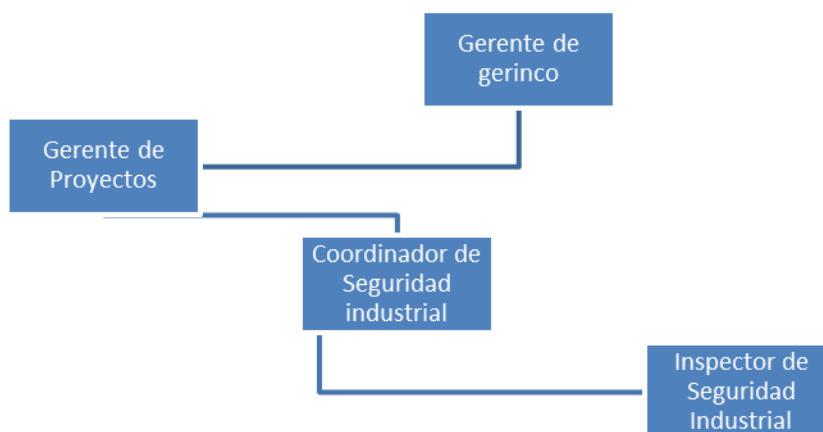 Gerente de
gerinco
Gerente de
Proyectos
Coordinador de
Seguridad
industrial
Inspector de
Seguridad
Industrial